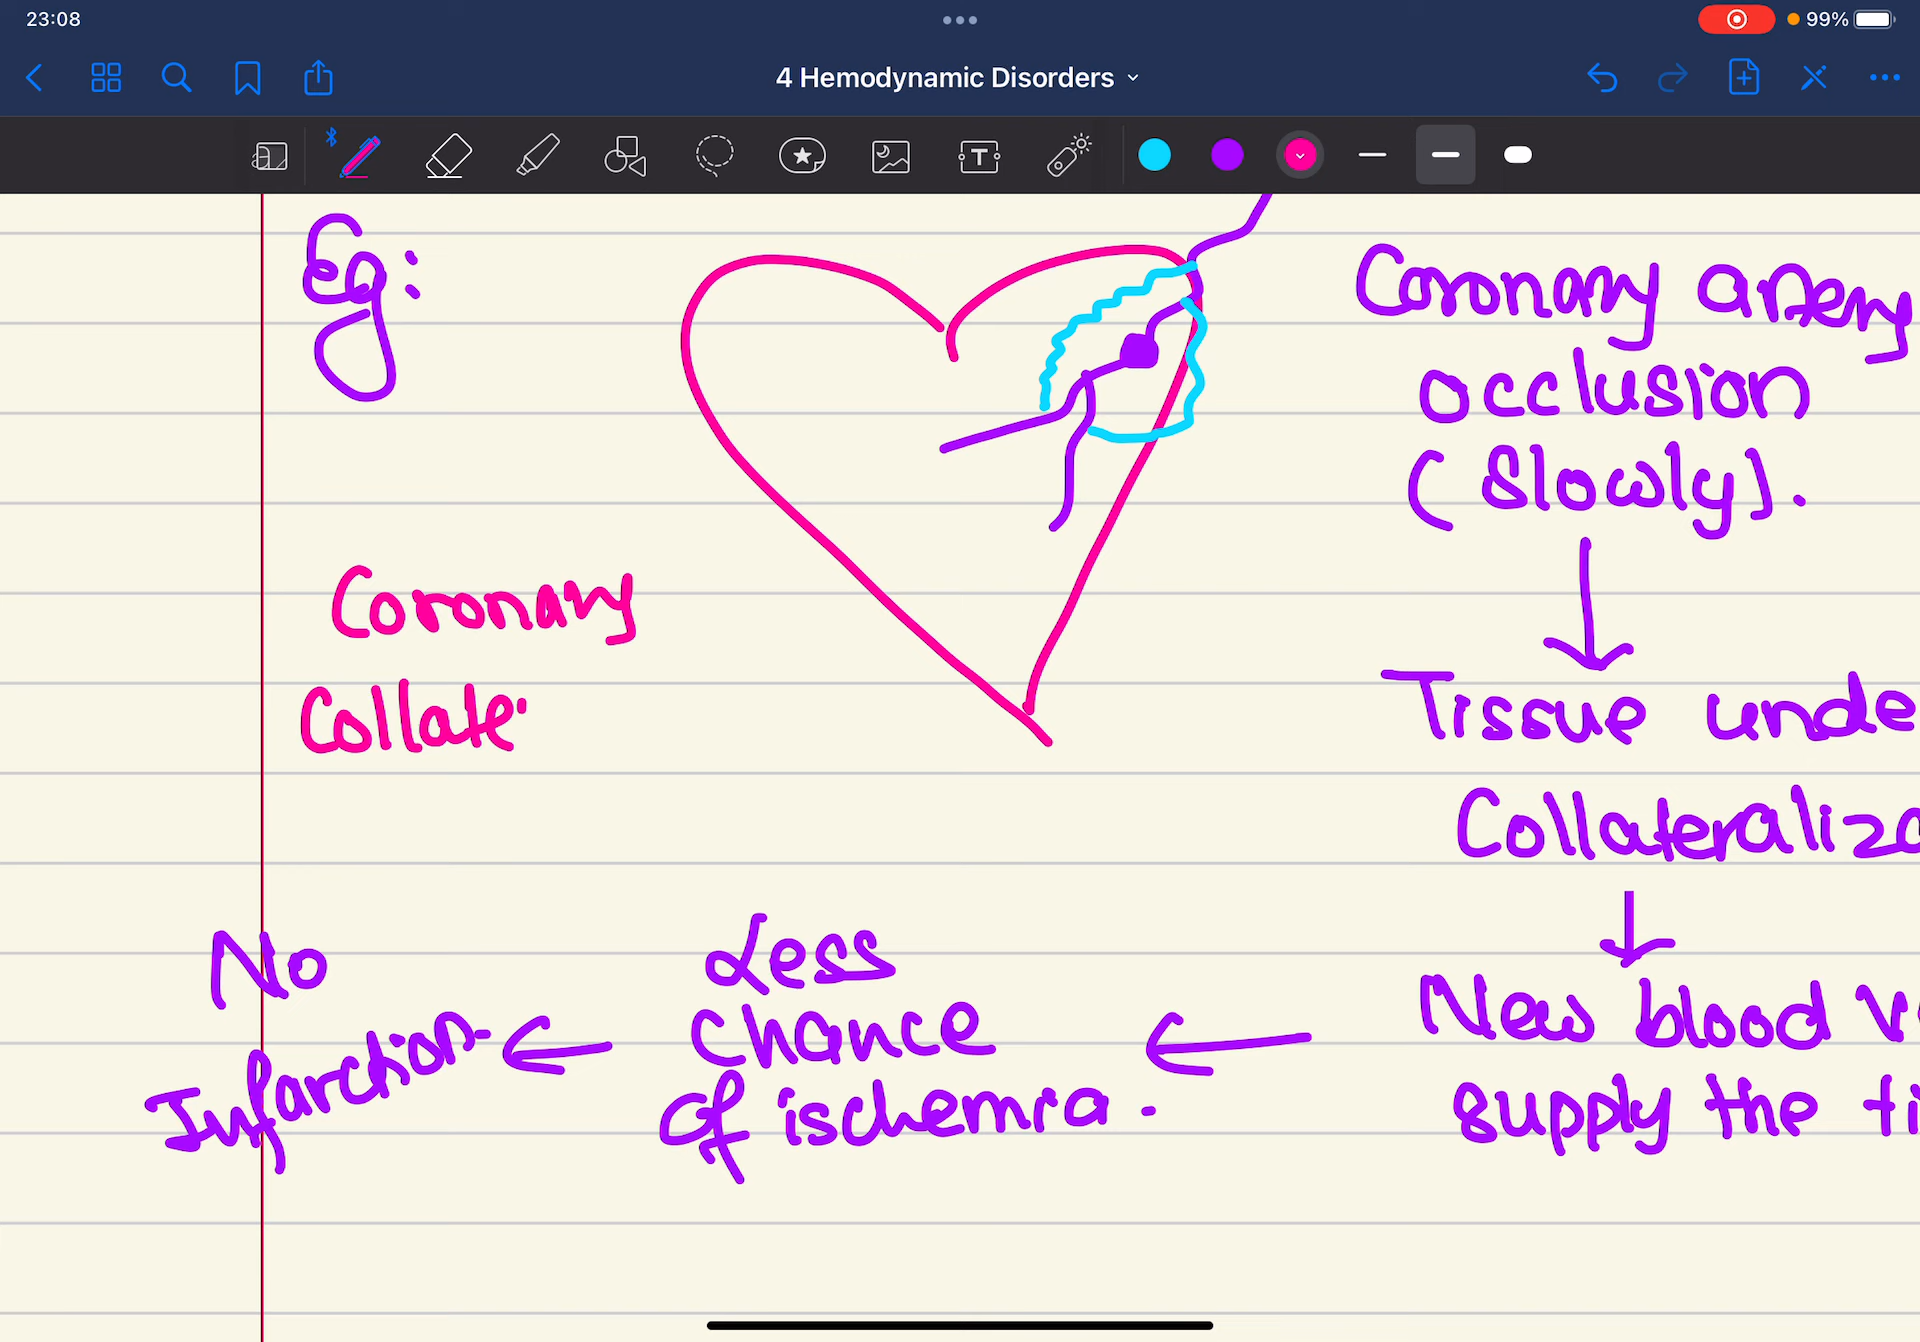 23:08
99%
4 Hemodynamic Disorders
Eg:
Coronary artery
occlusion
(slowly).
Coronary
Collate
Tissue unde
Collateraliza
New blood v
supply the ti
Less
chance
of ischemia.
No
Infarction